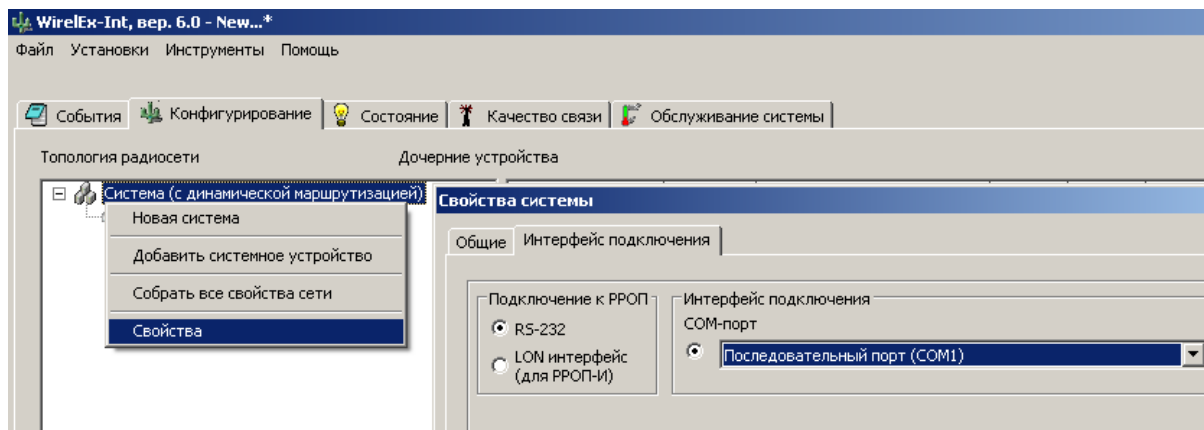 WirelEx-Int, вер. 6.0 - New...*
Файл Установки Инструменты Помощь
События Конфигурирование Состояние Качество связи Обслуживание системы
Топология радиосети Дочерние устройства
Система (с динамической маршрутизацией)
Новая система
Добавить системное устройство
Собрать все свойства сети
Свойства
Свойства системы
Общие Интерфейс подключения
Подключение к РРОП
RS-232
LON интерфейс
(для РРОП-И)
Интерфейс подключения
COM-порт
Последовательный порт (COM1)